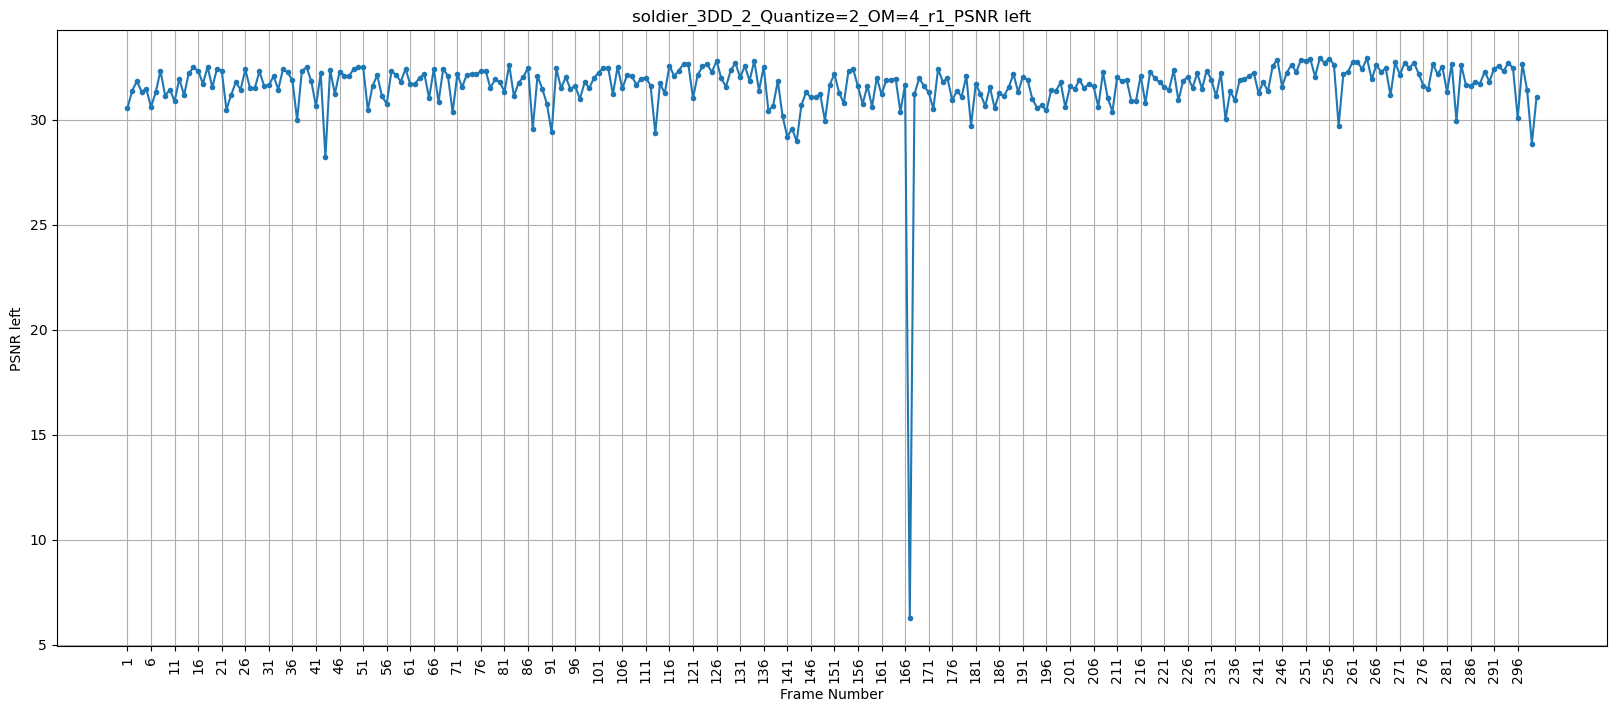 soldier_3DD_2_Quantize=2_OM=4_r1_PSNR left
PSNR left
30
25
20
15
10
5
1 6 11 16 21 26 31 36 41 46 51 56 61 66 71 76 81 86 91 96 101 106 111 116 121 126 131 136 141 146 151 156 161 166 171 176 181 186 191 196 201 206 211 216 221 226 231 236 241 246 251 256 261 266 271 276 281 286 291 296
Frame Number